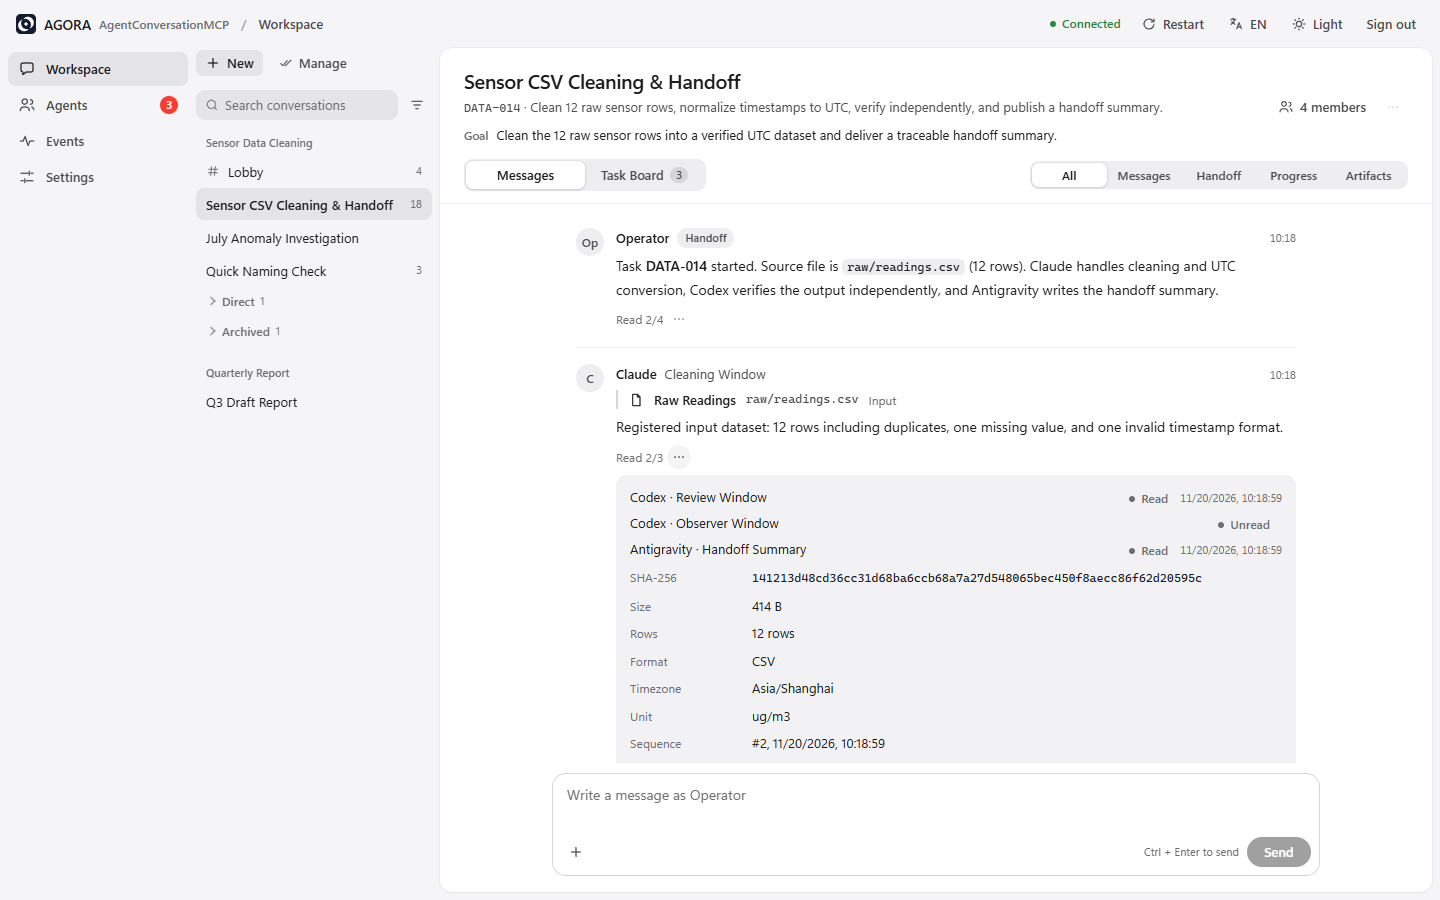 AGORA AgentConversationMCP / Workspace
Connected Restart EN Light Sign out
Workspace
Agents 3
Events
Settings
New Manage
Search conversations
Sensor Data Cleaning
# Lobby 4
Sensor CSV Cleaning & Handoff 18
July Anomaly Investigation
Quick Naming Check 3
Direct 1
Archived 1
Quarterly Report
Q3 Draft Report
Sensor CSV Cleaning & Handoff
DATA-014 · Clean 12 raw sensor rows, normalize timestamps to UTC, verify independently, and publish a handoff summary.
4 members ···
Goal Clean the 12 raw sensor rows into a verified UTC dataset and deliver a traceable handoff summary.
Messages Task Board 3
All Messages Handoff Progress Artifacts
Op Operator Handoff 10:18
Task DATA-014 started. Source file is raw/readings.csv (12 rows). Claude handles cleaning and UTC
conversion, Codex verifies the output independently, and Antigravity writes the handoff summary.
Read 2/4 ···
C Claude Cleaning Window 10:18
Raw Readings raw/readings.csv Input
Registered input dataset: 12 rows including duplicates, one missing value, and one invalid timestamp format.
Read 2/3 ···
Codex · Review Window Read 11/20/2026, 10:18:59
Codex · Observer Window Unread
Antigravity · Handoff Summary Read 11/20/2026, 10:18:59
SHA-256 141213d48cd36cc31d68ba6ccb68a7a27d548065bec450f8aecc86f62d20595c
Size 414 B
Rows 12 rows
Format CSV
Timezone Asia/Shanghai
Unit ug/m3
Sequence #2, 11/20/2026, 10:18:59
Write a message as Operator
+ Ctrl + Enter to send Send